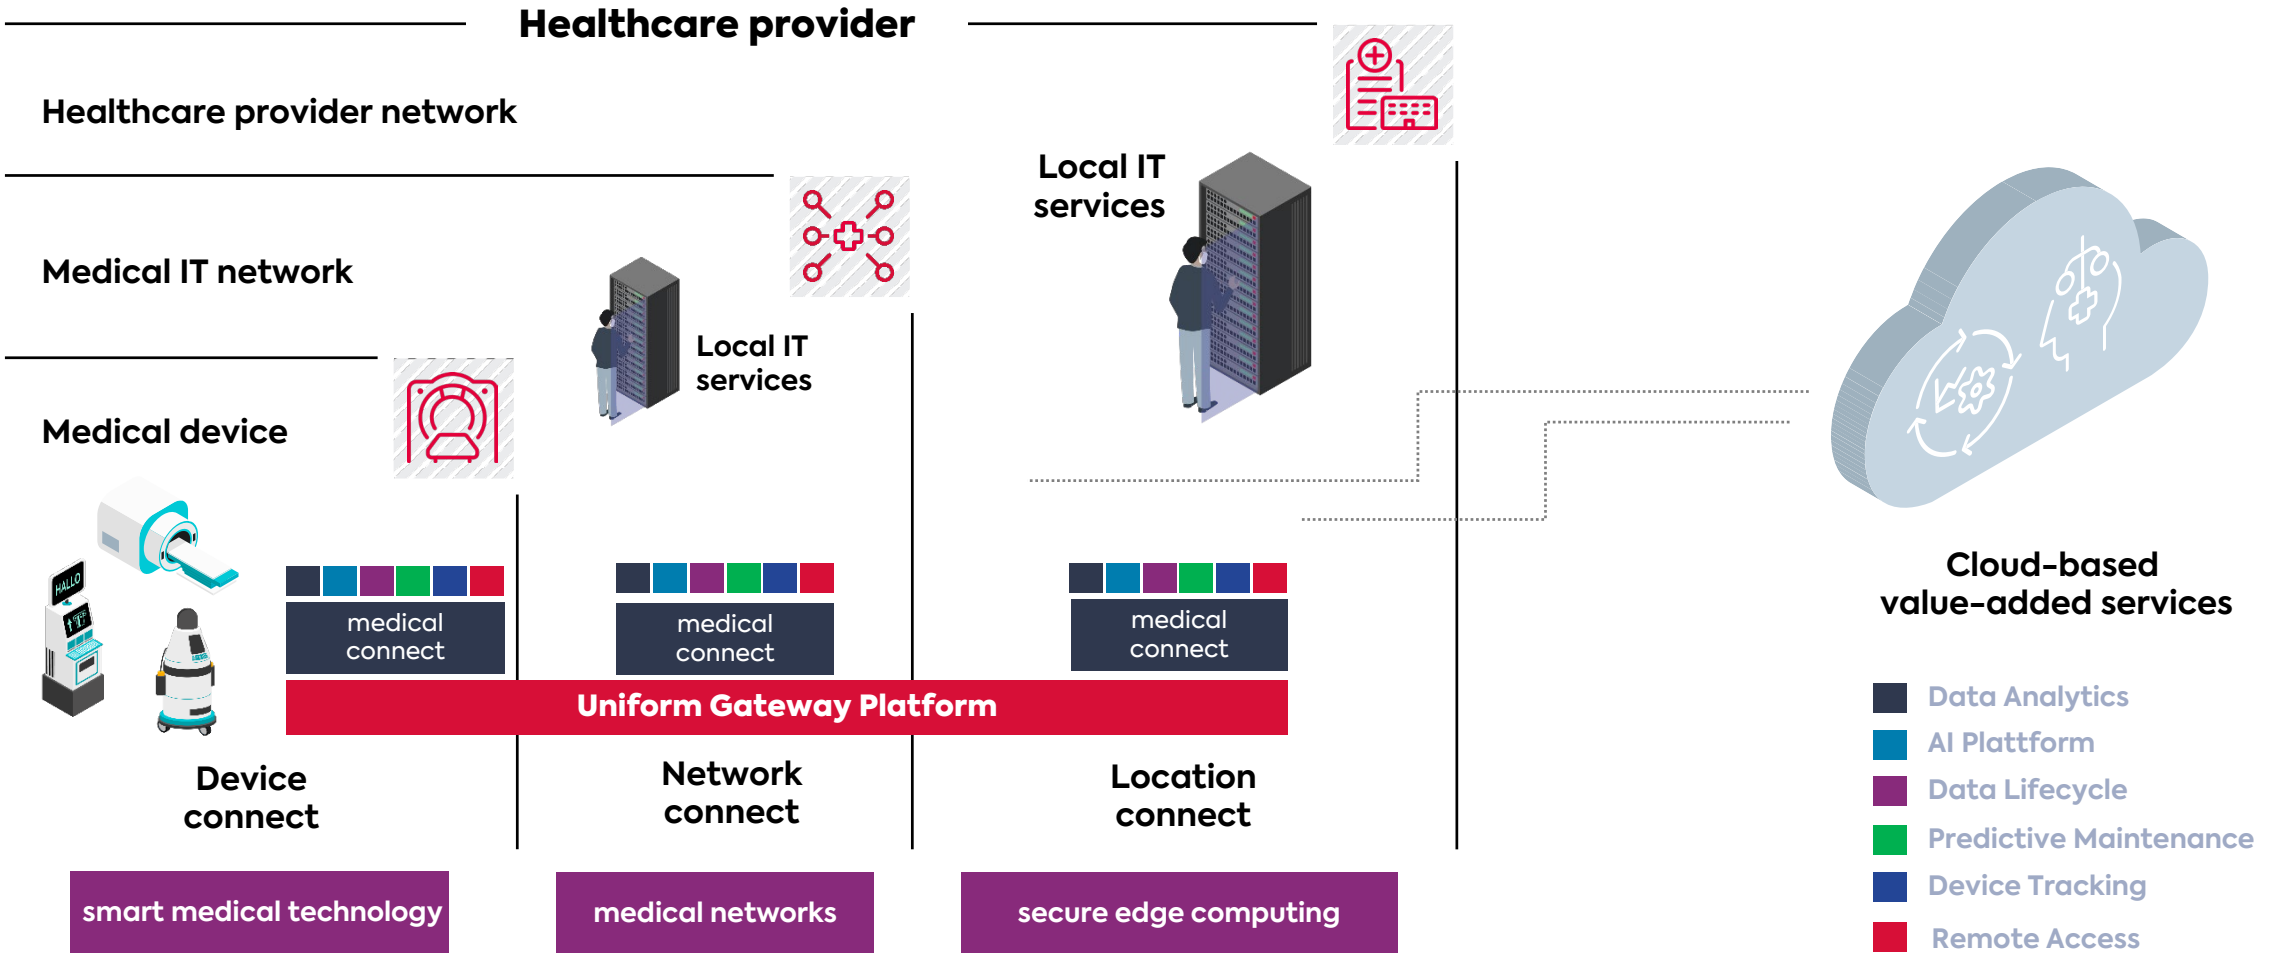 Healthcare provider
Healthcare provider network
Local IT
services
Medical IT network
Local IT
services
Medical device
HALLO
medical
connect
medical
connect
medical
connect
Uniform Gateway Platform
Device
connect
Network
connect
Location
connect
smart medical technology
medical networks
secure edge computing
Cloud-based
value-added services
Data Analytics
AI Plattform
Data Lifecycle
Predictive Maintenance
Device Tracking
Remote Access